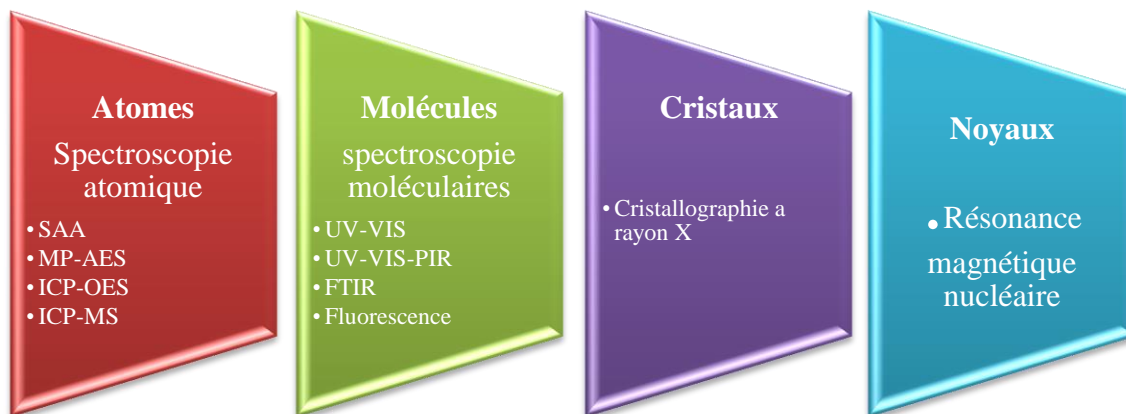 Atomes
Spectroscopie
atomique
• SAA
• MP-AES
• ICP-OES
• ICP-MS
Molécules
spectroscopie
moléculaires
• UV-VIS
• UV-VIS-PIR
• FTIR
• Fluorescence
Cristaux
• Cristallographie a
rayon X
Noyaux
• Résonance
magnétique
nucléaire